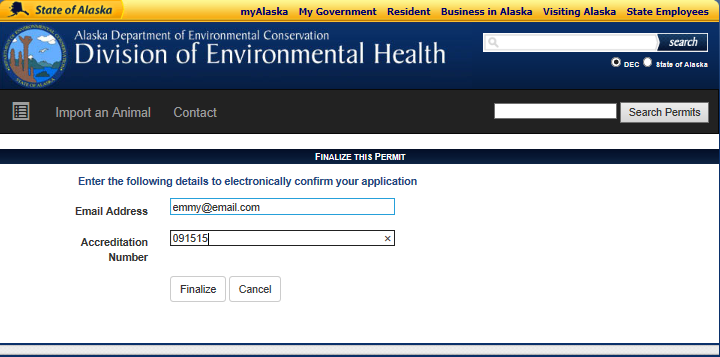 State of Alaska
myAlaska My Government Resident Business in Alaska Visiting Alaska State Employees
Alaska Department of Environmental Conservation
Division of Environmental Health
search
DEC State of Alaska
Import an Animal Contact
Search Permits
FINALIZE THIS PERMIT
Enter the following details to electronically confirm your application
Email Address emmy@email.com
Accreditation Number 091515 ×
Finalize Cancel